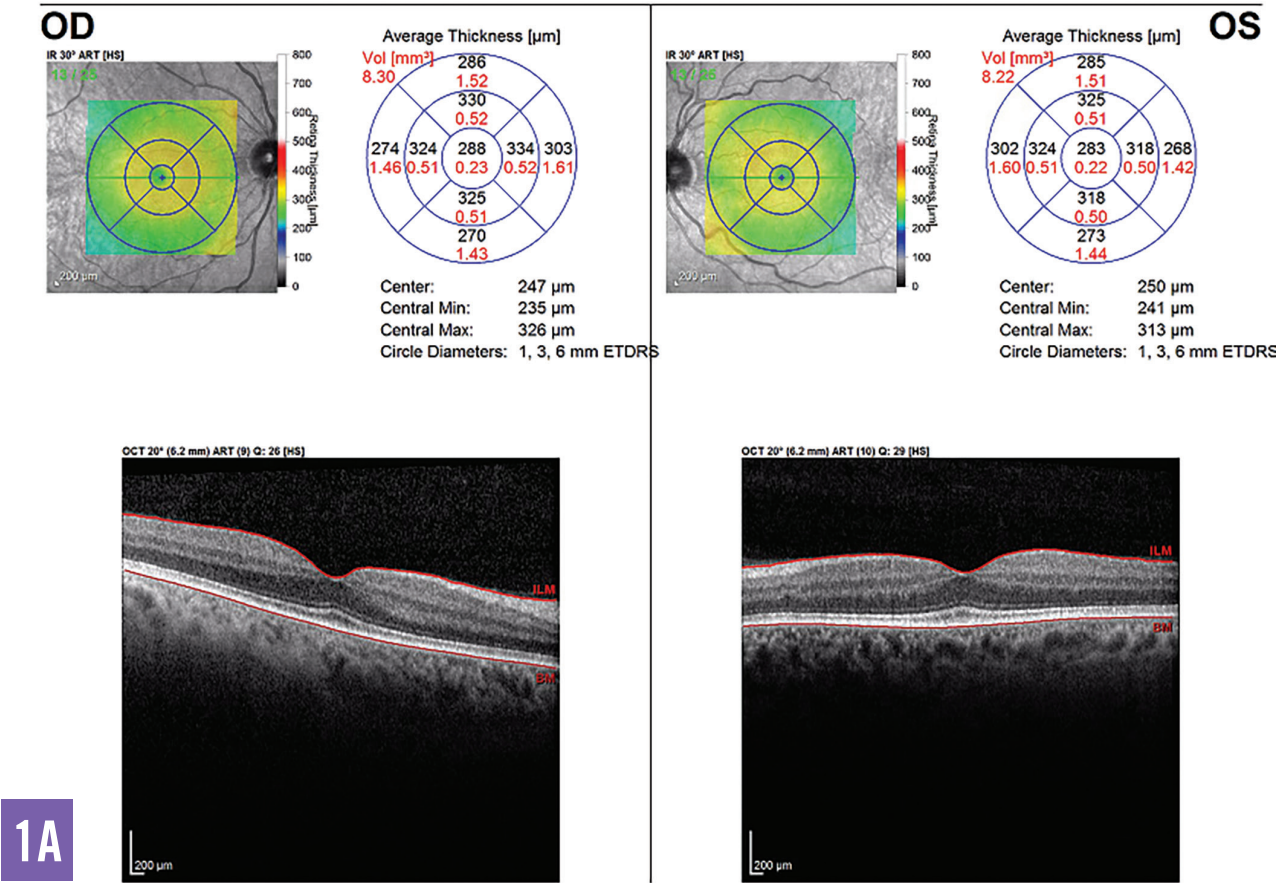 OD
OS
IR 30° ART [HS]
13 / 25
800
700
600
500
400
300
200
100
0
Retina Thickness [µm]
200 µm
Average Thickness [µm]
Vol [mm³]
8.30
286
1.52
330
0.52
274 324 288 334 303
1.46 0.51 0.23 0.52 1.61
325
0.51
270
1.43
Center: 247 µm
Central Min: 235 µm
Central Max: 326 µm
Circle Diameters: 1, 3, 6 mm ETDRS
IR 30° ART [HS]
13 / 25
800
700
600
500
400
300
200
100
0
Retina Thickness [µm]
200 µm
Average Thickness [µm]
Vol [mm³]
8.22
285
1.51
325
0.51
302 324 283 318 268
1.60 0.51 0.22 0.50 1.42
318
0.50
273
1.44
Center: 250 µm
Central Min: 241 µm
Central Max: 313 µm
Circle Diameters: 1, 3, 6 mm ETDRS
OCT 20° (6.2 mm) ART (9) Q: 26 [HS]
ILM
BM
200 µm
OCT 20° (6.2 mm) ART (10) Q: 29 [HS]
ILM
BM
200 µm
1A